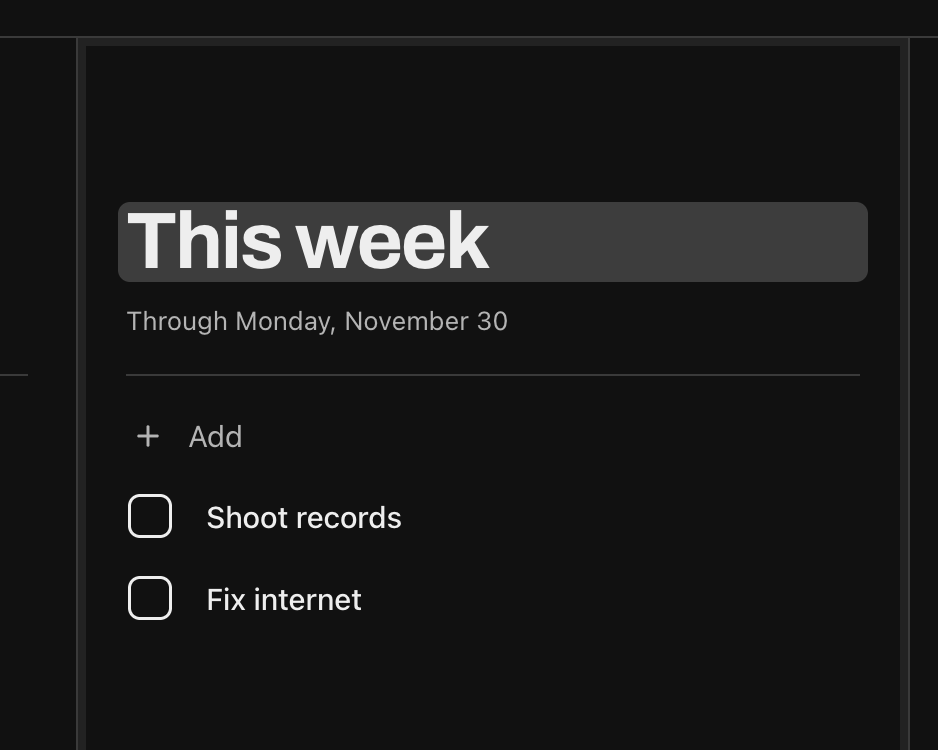 This week
Through Monday, November 30
+ Add
Shoot records
Fix internet